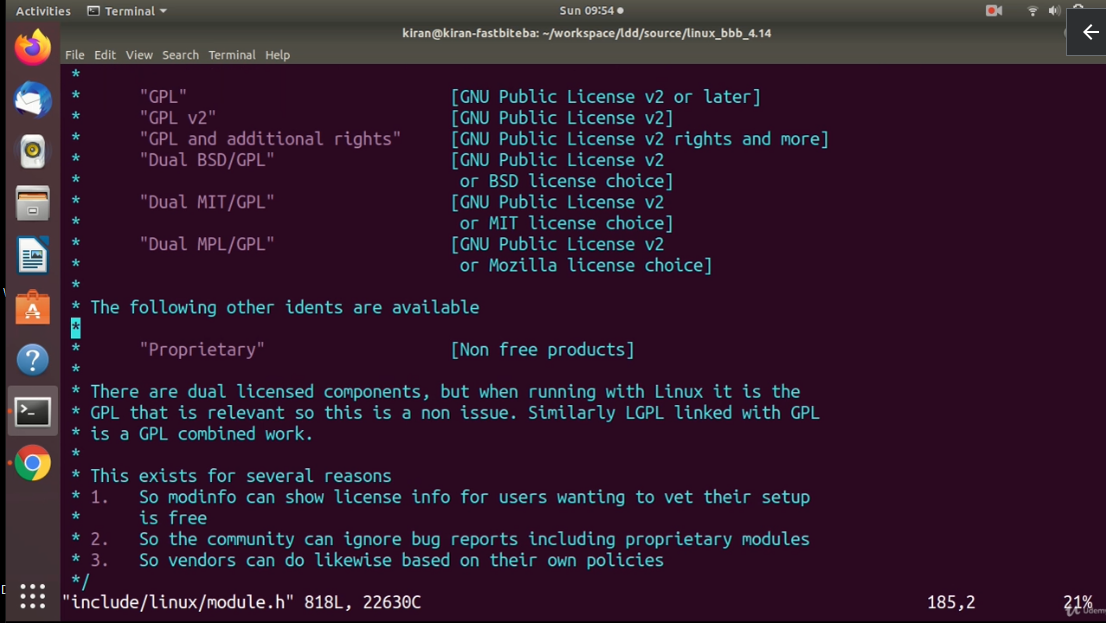 Activities Terminal Sun 09:54
kiran@kiran-fastbiteba: ~/workspace/ldd/source/linux_bbb_4.14
File Edit View Search Terminal Help
*
* "GPL" [GNU Public License v2 or later]
* "GPL v2" [GNU Public License v2]
* "GPL and additional rights" [GNU Public License v2 rights and more]
* "Dual BSD/GPL" [GNU Public License v2
* or BSD license choice]
* "Dual MIT/GPL" [GNU Public License v2
* or MIT license choice]
* "Dual MPL/GPL" [GNU Public License v2
* or Mozilla license choice]
*
* The following other idents are available
*
* "Proprietary" [Non free products]
*
* There are dual licensed components, but when running with Linux it is the
* GPL that is relevant so this is a non issue. Similarly LGPL linked with GPL
* is a GPL combined work.
*
* This exists for several reasons
* 1. So modinfo can show license info for users wanting to vet their setup
* is free
* 2. So the community can ignore bug reports including proprietary modules
* 3. So vendors can do likewise based on their own policies
*/
"include/linux/module.h" 818L, 22630C 185,2 21%